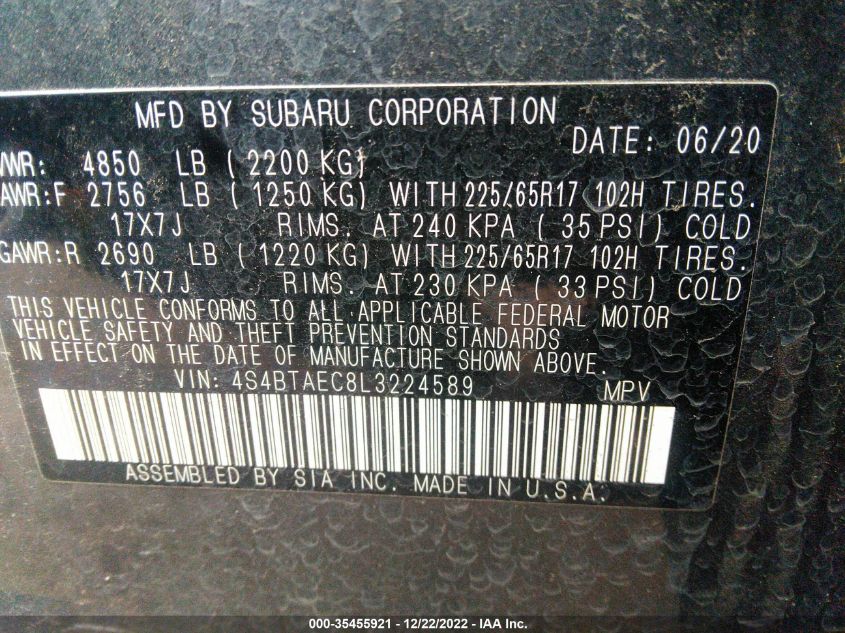 MFD BY SUBARU CORPORATION
DATE: 06/20
VWR: 4850 LB ( 2200 KG)
AWR:F 2756 LB ( 1250 KG) WITH 225/65R17 102H TIRES.
17X7J RIMS. AT 240 KPA ( 35 PSI) COLD
GAWR:R 2690 LB ( 1220 KG) WITH 225/65R17 102H TIRES.
17X7J RIMS. AT 230 KPA ( 33 PSI) COLD
THIS VEHICLE CONFORMS TO ALL APPLICABLE FEDERAL MOTOR
VEHICLE SAFETY AND THEFT PREVENTION STANDARDS
IN EFFECT ON THE DATE OF MANUFACTURE SHOWN ABOVE.
VIN: 4S4BTAEC8L3224589 MPV
ASSEMBLED BY SIA INC. MADE IN U.S.A.
000-35455921 - 12/22/2022 - IAA Inc.